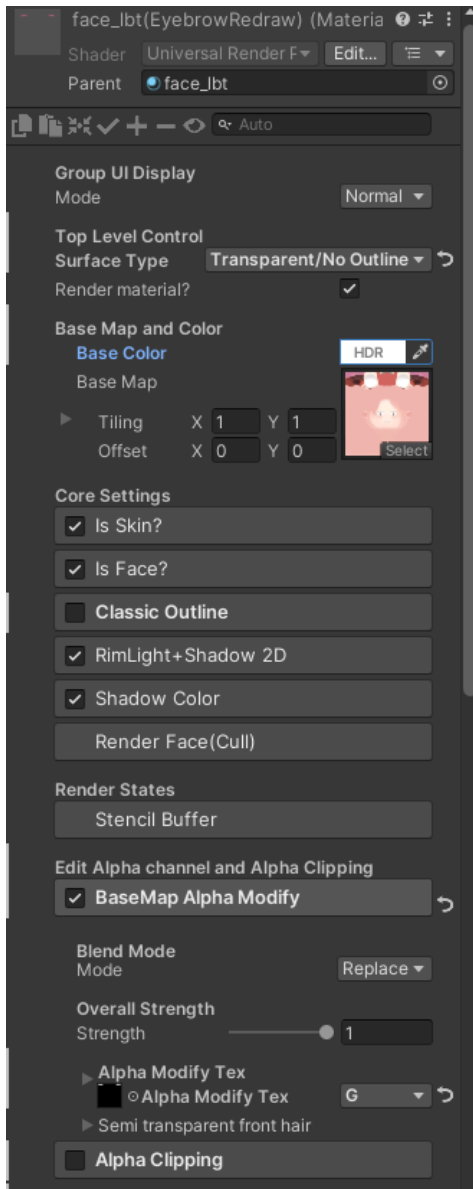 face_lbt(EyebrowRedraw) (Materia
Shader Universal Render F Edit...
Parent face_lbt
Auto
Group UI Display
Mode Normal
Top Level Control
Surface Type Transparent/No Outline
Render material?
Base Map and Color
Base Color HDR
Base Map
Tiling X 1 Y 1
Offset X 0 Y 0 Select
Core Settings
Is Skin?
Is Face?
Classic Outline
RimLight+Shadow 2D
Shadow Color
Render Face(Cull)
Render States
Stencil Buffer
Edit Alpha channel and Alpha Clipping
BaseMap Alpha Modify
Blend Mode
Mode Replace
Overall Strength
Strength 1
Alpha Modify Tex
Alpha Modify Tex G
Semi transparent front hair
Alpha Clipping